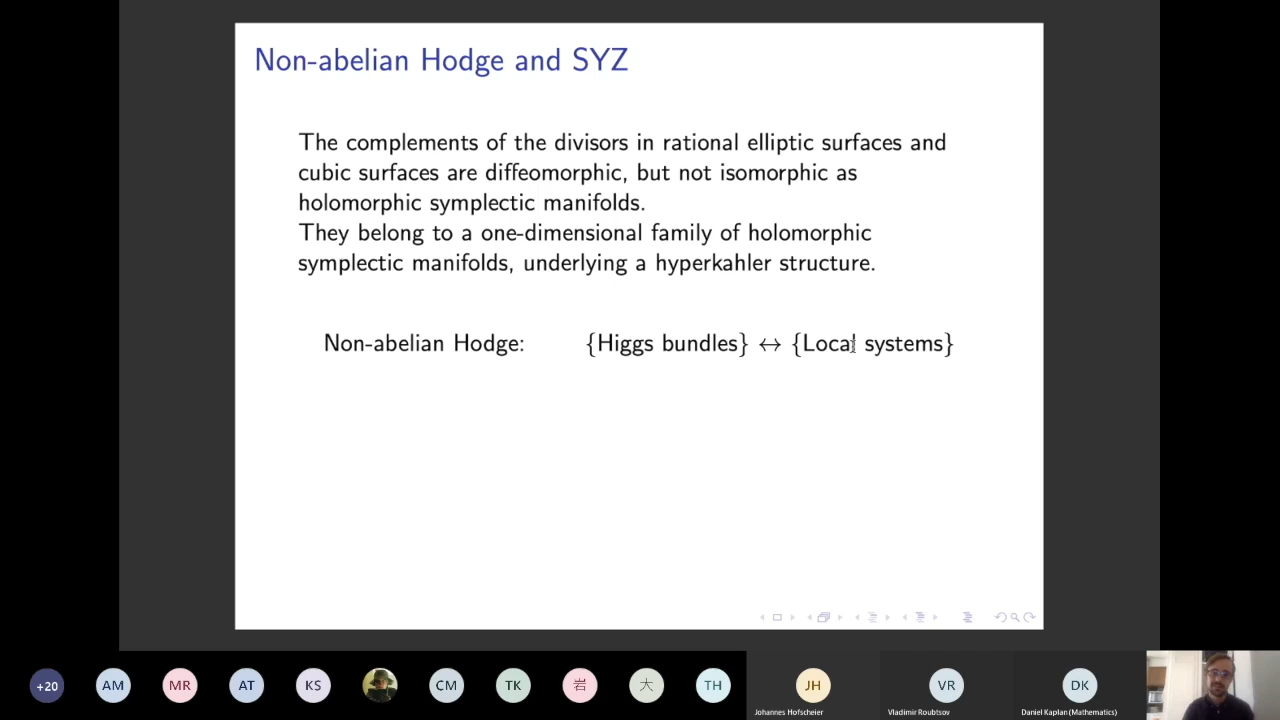 Non-abelian Hodge and SYZ
The complements of the divisors in rational elliptic surfaces and
cubic surfaces are diffeomorphic, but not isomorphic as
holomorphic symplectic manifolds.
They belong to a one-dimensional family of holomorphic
symplectic manifolds, underlying a hyperkahler structure.
Non-abelian Hodge: {Higgs bundles} ↔ {Local systems}
+20 AM MR AT KS CM TK 岩 大 TH JH VR DK
Johannes Hofscheier Vladimir Roubtsov Daniel Kaplan (Mathematics)